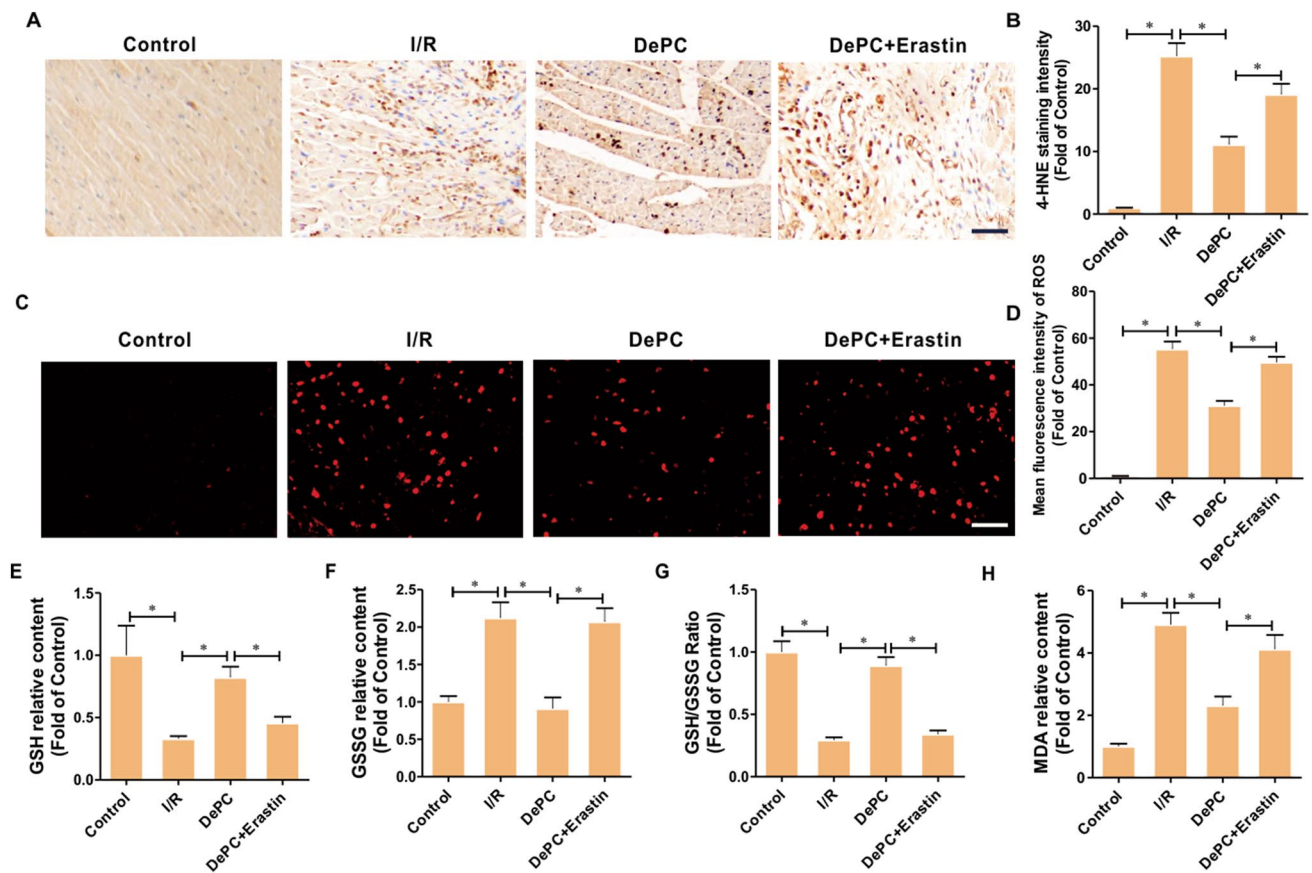 A
Control
I/R
DePC
DePC+Erastin
B
4-HNE staining intensity
(Fold of Control)
30
20
10
0
*
*
*
Control
I/R
DePC
DePC+Erastin
C
Control
I/R
DePC
DePC+Erastin
D
Mean fluorescence intensity of ROS
(Fold of Control)
80
60
40
20
0
*
*
*
Control
I/R
DePC
DePC+Erastin
E
GSH relative content
(Fold of Control)
1.5
1.0
0.5
0.0
*
*
*
Control
I/R
DePC
DePC+Erastin
F
GSSG relative content
(Fold of Control)
2.5
2.0
1.5
1.0
0.5
0.0
*
*
*
Control
I/R
DePC
DePC+Erastin
G
GSH/GSSG Ratio
(Fold of Control)
1.5
1.0
0.5
0.0
*
*
*
Control
I/R
DePC
DePC+Erastin
H
MDA relative content
(Fold of Control)
6
4
2
0
*
*
*
Control
I/R
DePC
DePC+Erastin